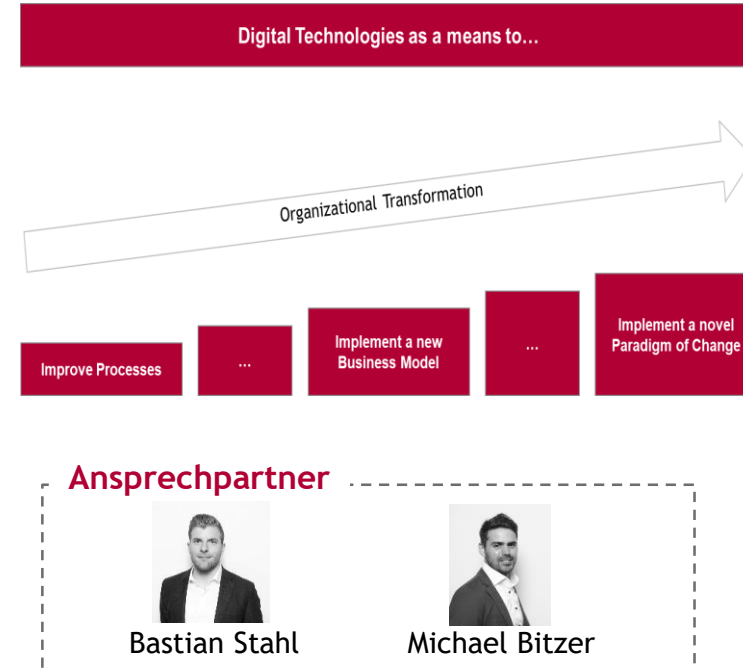 Digital Technologies as a means to...
Organizational Transformation
Improve Processes
...
Implement a new
Business Model
...
Implement a novel
Paradigm of Change
Ansprechpartner
Bastian Stahl
Michael Bitzer